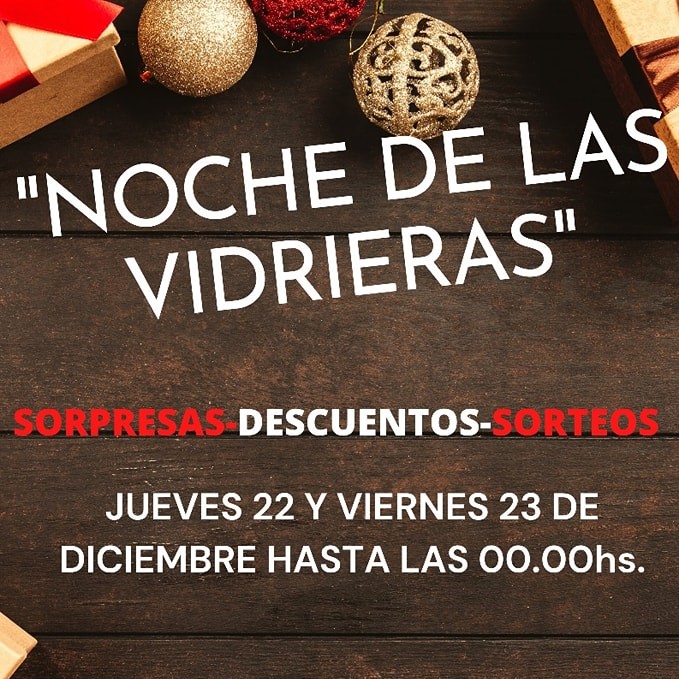 "NOCHE DE LAS
VIDRIERAS"
SORPRESAS-DESCUENTOS-SORTEOS
JUEVES 22 Y VIERNES 23 DE
DICIEMBRE HASTA LAS 00.00hs.